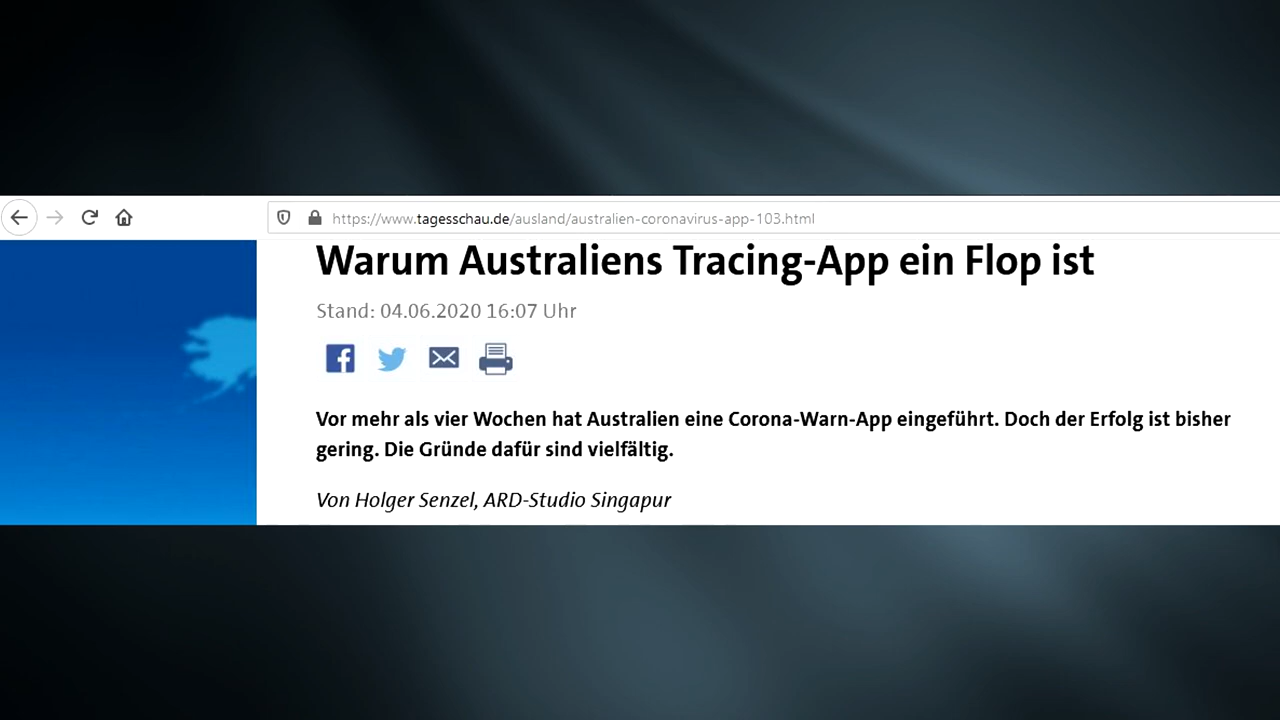 https://www.tagesschau.de/ausland/australien-coronavirus-app-103.html
Warum Australiens Tracing-App ein Flop ist
Stand: 04.06.2020 16:07 Uhr
Vor mehr als vier Wochen hat Australien eine Corona-Warn-App eingeführt. Doch der Erfolg ist bisher
gering. Die Gründe dafür sind vielfältig.
Von Holger Senzel, ARD-Studio Singapur